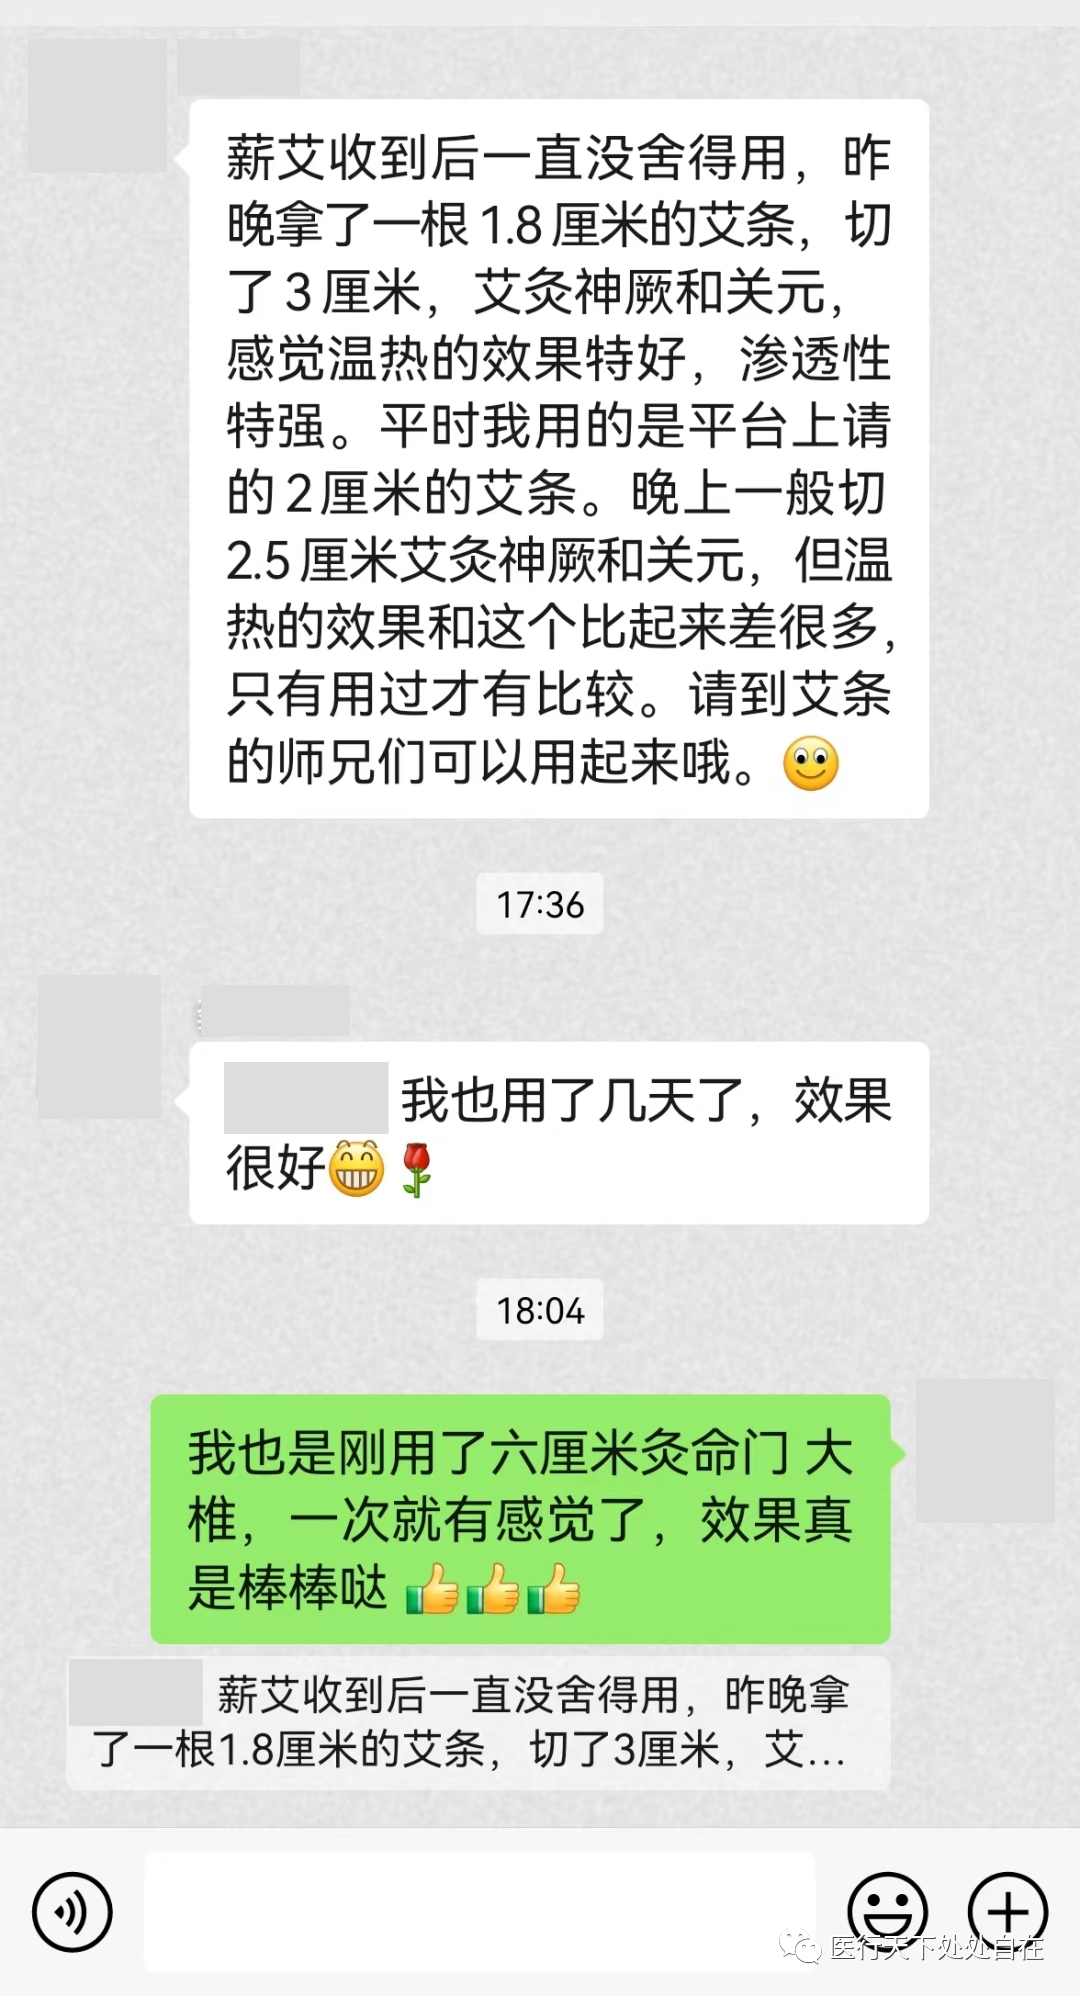 薪艾收到后一直没舍得用，昨
晚拿了一根1.8厘米的艾条，切
了3厘米，艾灸神厥和关元，
感觉温热的效果特好，渗透性
特强。平时我用的是平台上请
的2厘米的艾条。晚上一般切
2.5厘米艾灸神厥和关元，但温
热的效果和这个比起来差很多，
只有用过才有比较。请到艾条
的师兄们可以用起来哦。
17:36
我也用了几天了，效果
很好
18:04
我也是刚用了六厘米灸命门 大
椎，一次就有感觉了，效果真
是棒棒哒
薪艾收到后一直没舍得用，昨晚拿
了一根1.8厘米的艾条，切了3厘米，艾...
医行天下处处自在